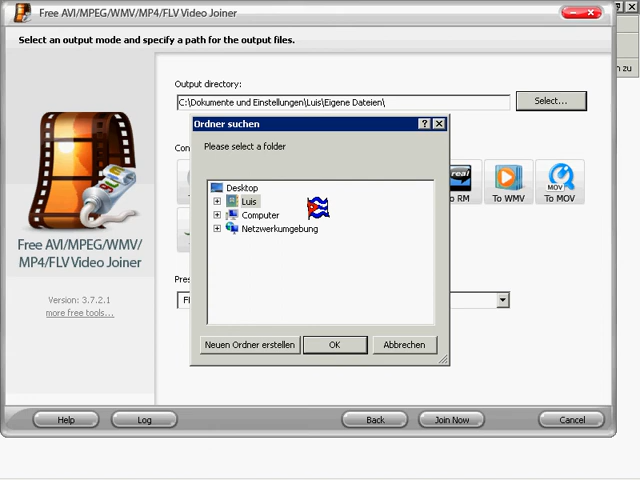 Free AVI/MPEG/WMV/MP4/FLV Video Joiner
Select an output mode and specify a path for the output files.
n zu
Output directory:
C:\Dokumente und Einstellungen\Luis\Eigene Dateien\
Select...
Ordner suchen
Please select a folder
Con
Desktop
Luis
Computer
Netzwerkumgebung
real
MOV
o RM
To WMV
To MOV
Free AVI/MPEG/WMV/
MP4/FLV Video Joiner
Version: 3.7.2.1
more free tools...
Pres
Neuen Ordner erstellen
OK
Abbrechen
Help
Log
Back
Join Now
Cancel